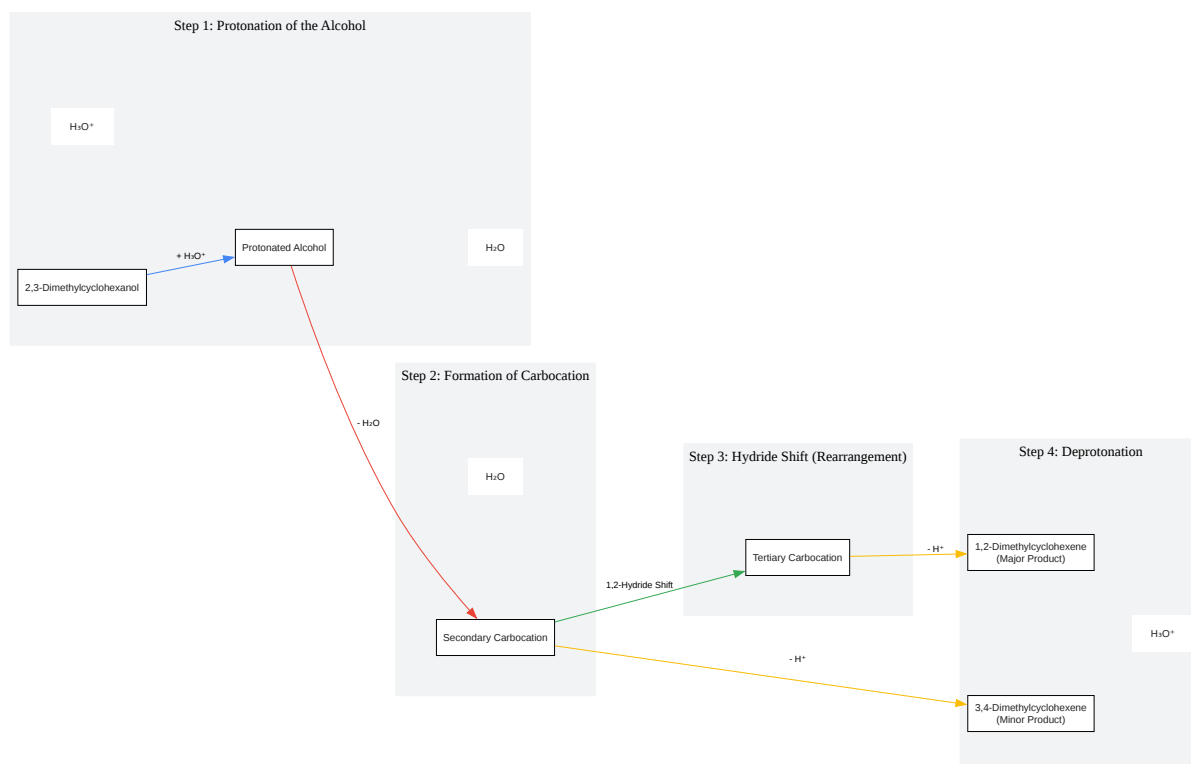 Step 1: Protonation of the Alcohol
H₃O⁺
Protonated Alcohol
H₂O
+ H₃O⁺
2,3-Dimethylcyclohexanol
- H₂O
Step 2: Formation of Carbocation
H₂O
Secondary Carbocation
1,2-Hydride Shift
Step 3: Hydride Shift (Rearrangement)
Tertiary Carbocation
- H⁺
- H⁺
Step 4: Deprotonation
1,2-Dimethylcyclohexene
(Major Product)
H₃O⁺
3,4-Dimethylcyclohexene
(Minor Product)